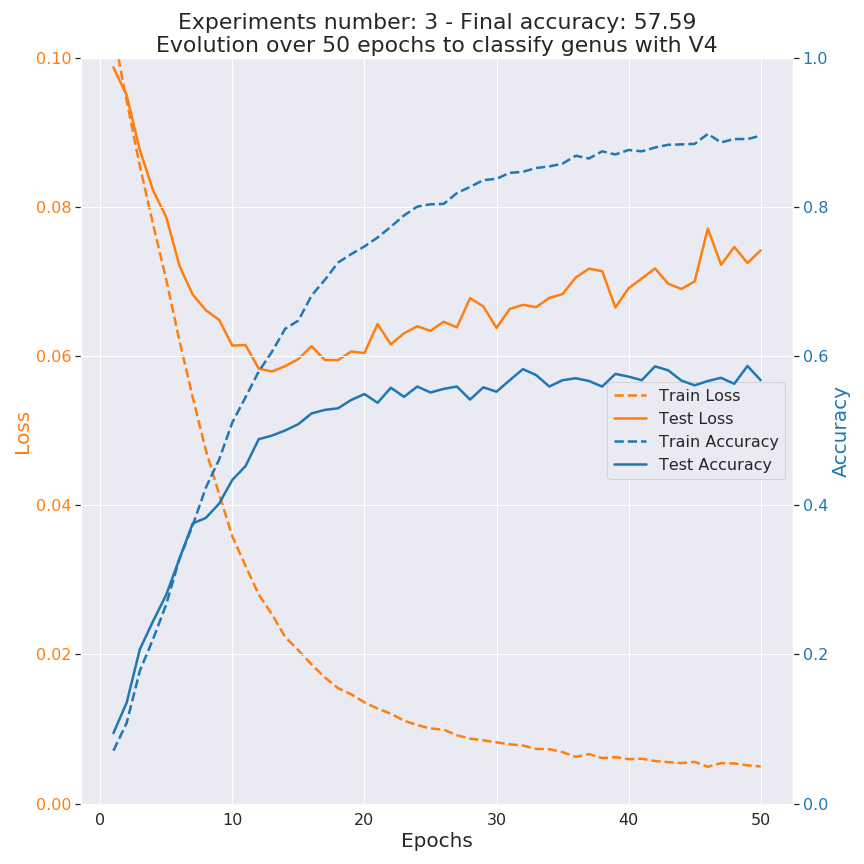 Experiments number: 3 - Final accuracy: 57.59
Evolution over 50 epochs to classify genus with V4
0.10
0.08
0.06
0.04
0.02
0.00
Loss
1.0
0.8
0.6
0.4
0.2
0.0
Accuracy
Train Loss
Test Loss
Train Accuracy
Test Accuracy
0 10 20 30 40 50
Epochs